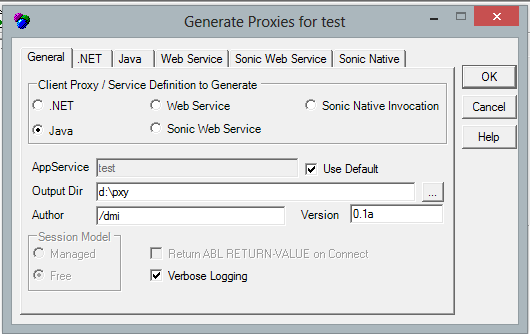 Generate Proxies for test
General .NET Java Web Service Sonic Web Service Sonic Native
Client Proxy / Service Definition to Generate
.NET Web Service Sonic Native Invocation
Java Sonic Web Service
AppService test Use Default
Output Dir d:\pxy ...
Author /dmi Version 0.1a
Session Model
Managed Return ABL RETURN-VALUE on Connect
Free Verbose Logging
OK
Cancel
Help